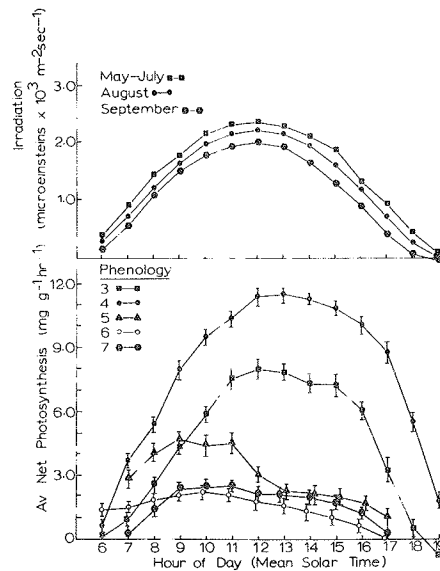 Irradiation
(microeinsteins × 10³ m⁻²sec⁻¹)
3.0
2.0
1.0
May-July
August
September
Av Net Photosynthesis (mg g⁻¹hr⁻¹)
12.0
9.0
6.0
3.0
0
Phenology
3
4
5
6
7
6 7 8 9 10 11 12 13 14 15 16 17 18 19
Hour of Day (Mean Solar Time)